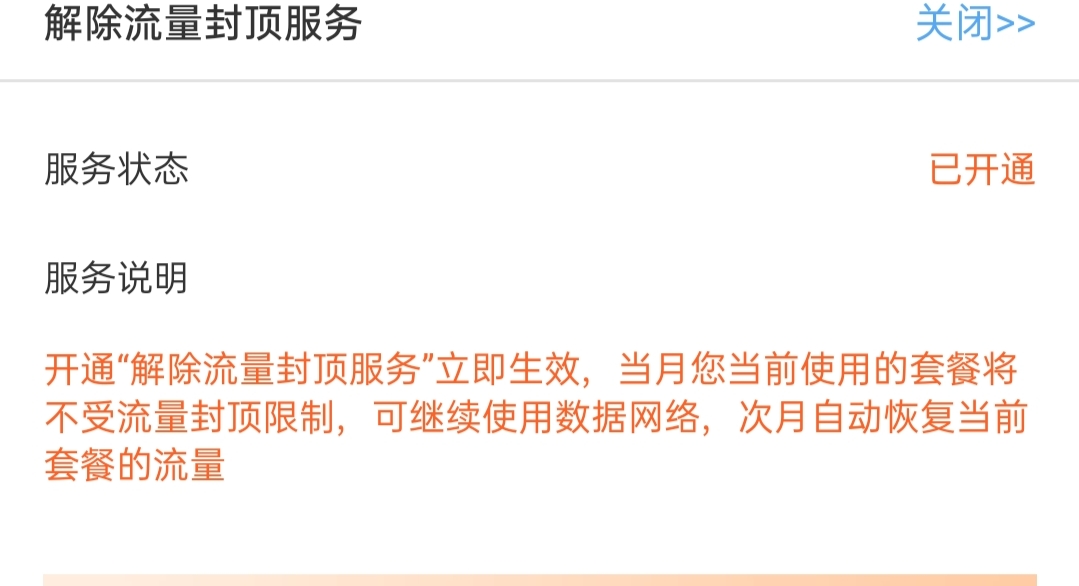 解除流量封顶服务
关闭>>
服务状态
已开通
服务说明
开通“解除流量封顶服务”立即生效，当月您当前使用的套餐将
不受流量封顶限制，可继续使用数据网络，次月自动恢复当前
套餐的流量